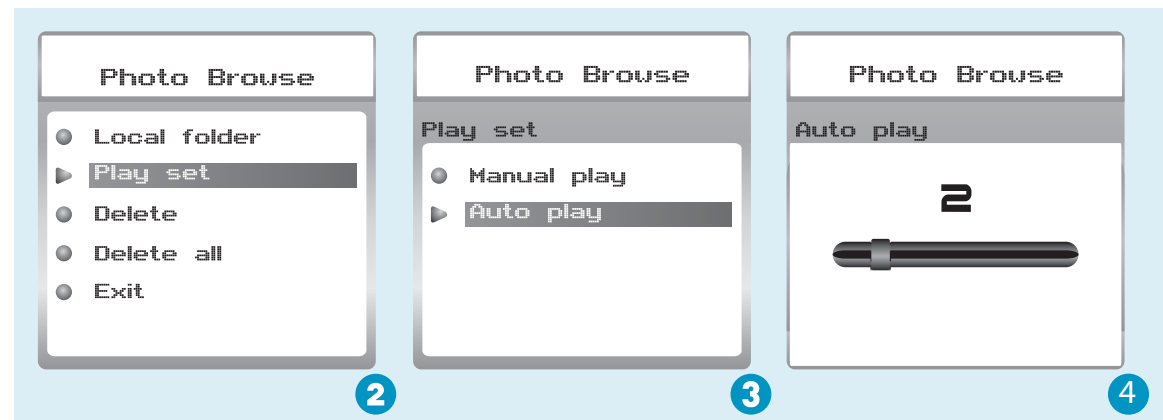 Photo Browse
Local folder
Play set
Delete
Delete all
Exit
2
Photo Browse
Play set
Manual play
Auto play
3
Photo Browse
Auto play
2
4